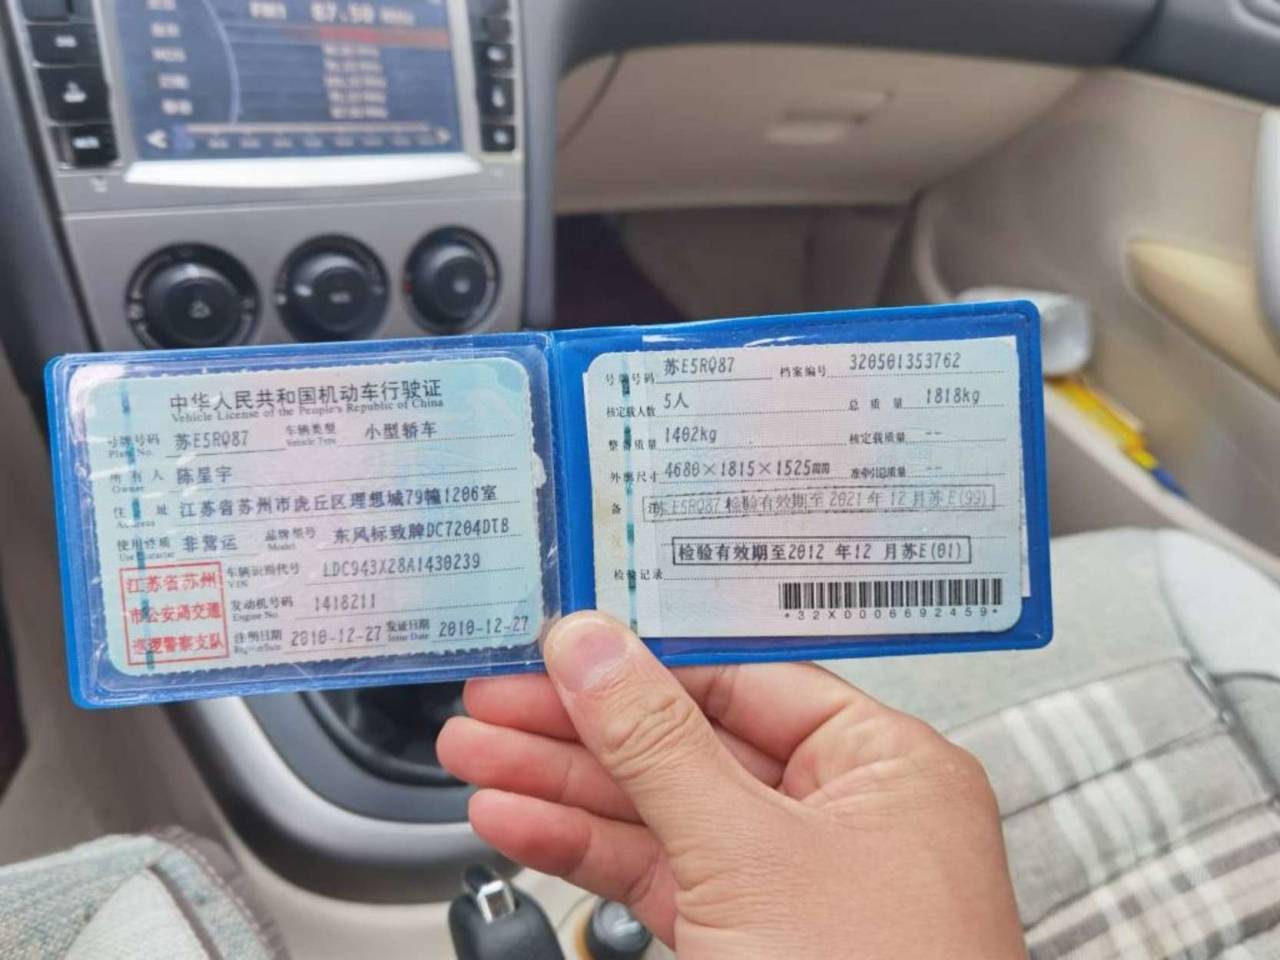 FM1 87.50 MHz
中华人民共和国机动车行驶证
Vehicle License of the People's Republic of China
号牌号码 苏E5RQ87 车辆类型 小型轿车
Plate No. Vehicle Type
所有人 陈星宇
Owner
住址 江苏省苏州市虎丘区理想城79幢1206室
Address
使用性质 非营运 品牌型号 东风标致牌DC7204DTB
Use Character Model
江苏省苏州
市公安局交通
巡逻警察支队
车辆识别代号 LDC943X28A1430239
VIN
发动机号码 1418211
Engine No.
注册日期 2010-12-27 发证日期 2010-12-27
Register Date Issue Date
号牌号码 苏E5RQ87 档案编号 320501353762
核定载人数 5人 总质量 1818kg
整备质量 1402kg 核定载质量 --
外廓尺寸 4680×1815×1525mm 准牵引总质量 --
备注 苏E5RQ87 检验有效期至 2021年 12月苏E(99)
检验有效期至2012 年 12 月 苏E(01)
检验记录
*32X0006692459*